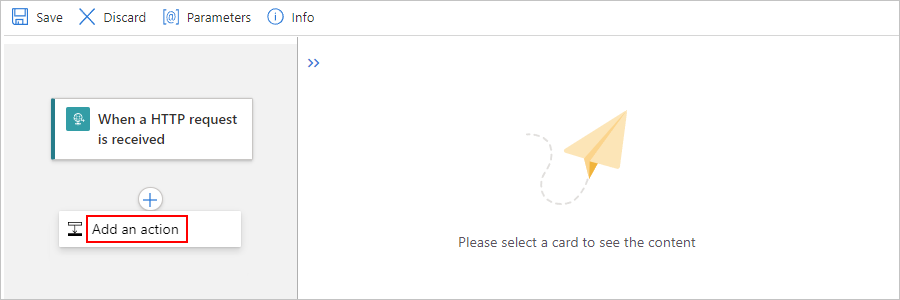 Save Discard Parameters Info
When a HTTP request
is received
Add an action
Please select a card to see the content